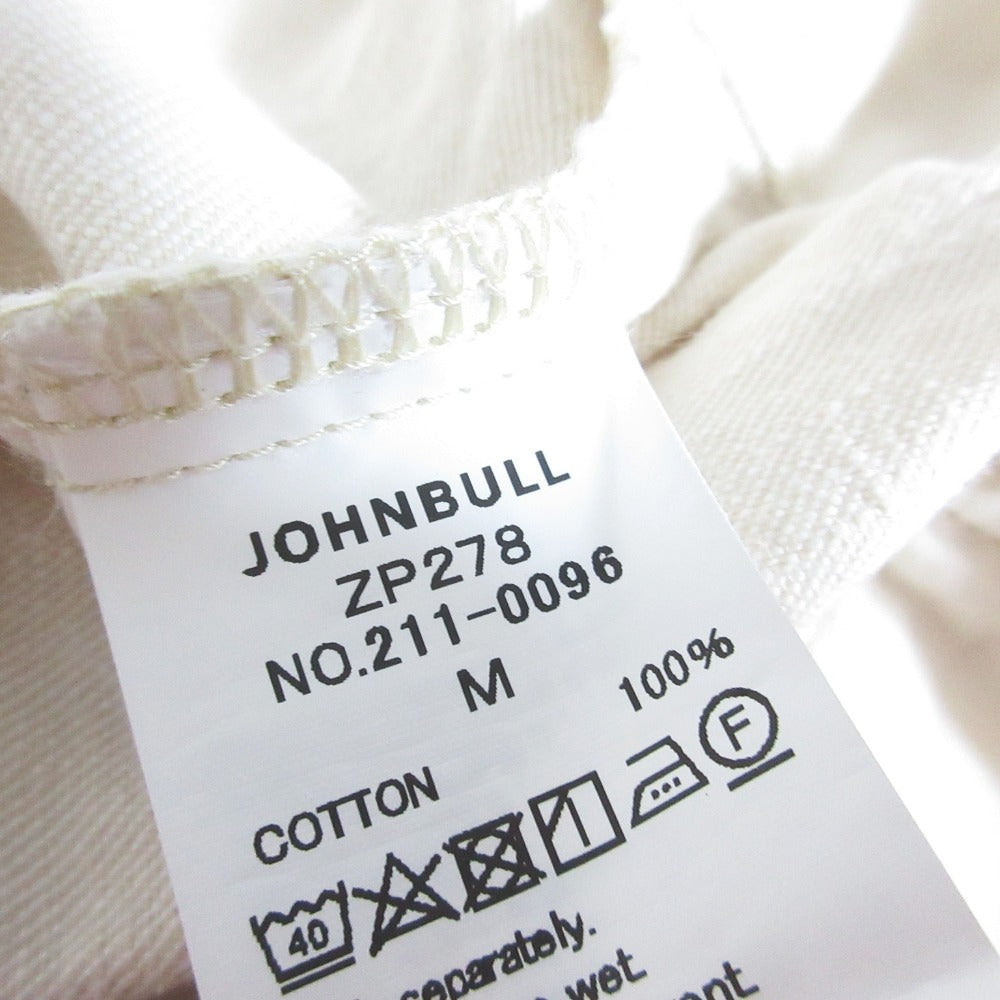 JOHNBULL
ZP278
NO.211-0096
M
COTTON 100%
40 F
separately.
wet